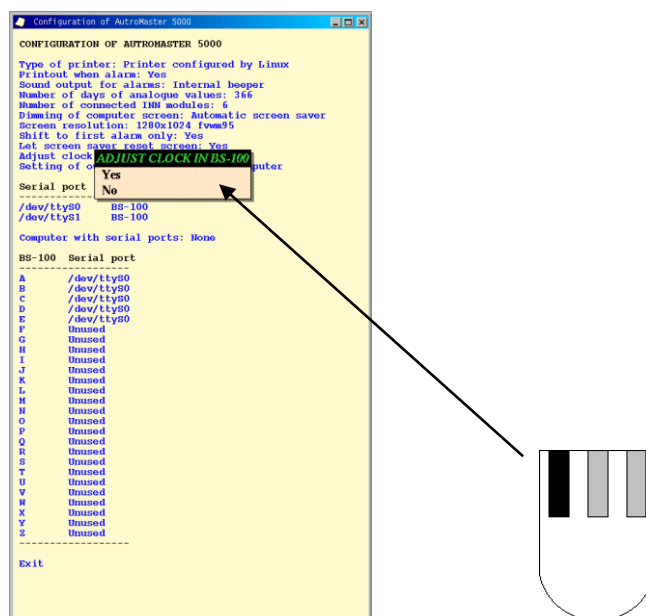 Configuration of AutroMaster 5000
CONFIGURATION OF AUTROMASTER 5000
Type of printer: Printer configured by Linux
Printout when alarm: Yes
Sound output for alarms: Internal beeper
Number of days of analogue values: 366
Number of connected INN modules: 6
Dimming of computer screen: Automatic screen saver
Screen resolution: 1280x1024 fvwm95
Shift to first alarm only: Yes
Let screen saver reset screen: Yes
Adjust clock
ADJUST CLOCK IN BS-100
Setting of
Yes
No
Serial port
/dev/ttyS0 BS-100
/dev/ttyS1 BS-100
Computer with serial ports: None
BS-100 Serial port
A /dev/ttyS0
B /dev/ttyS0
C /dev/ttyS0
D /dev/ttyS0
E /dev/ttyS0
F Unused
G Unused
H Unused
I Unused
J Unused
K Unused
L Unused
M Unused
N Unused
O Unused
P Unused
Q Unused
R Unused
S Unused
T Unused
U Unused
V Unused
W Unused
X Unused
Y Unused
Z Unused
Exit